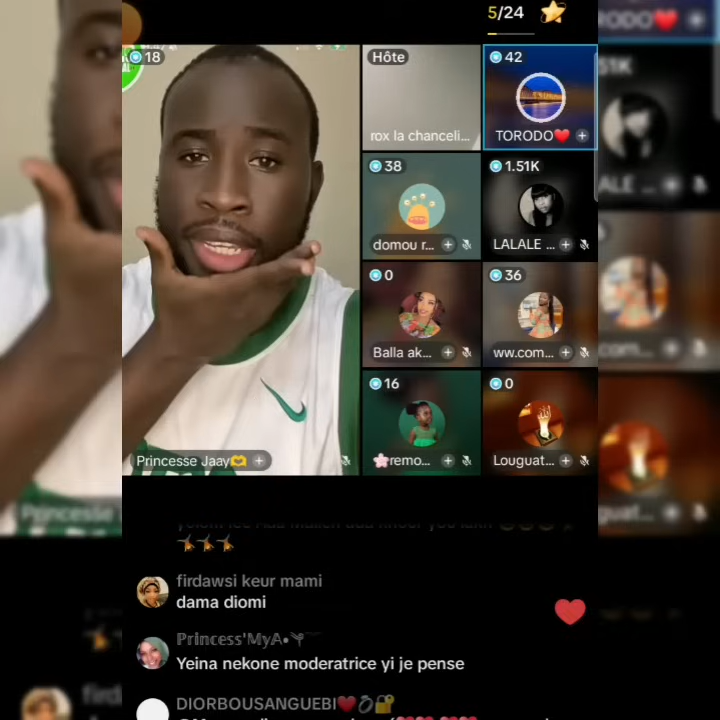 5/24
18
Hôte
rox la chanceli...
42
TORODO❤️
38
domou r...
1.51K
LALALE ...
0
Balla ak...
36
ww.com...
16
🌸remo...
0
Louguat...
Princesse Jaay🫶
firdawsi keur mami
dama diomi
ℙrincess'MyA•
Yeina nekone moderatrice yi je pense
DIORBOUSANGUEBI❤️💍🔐